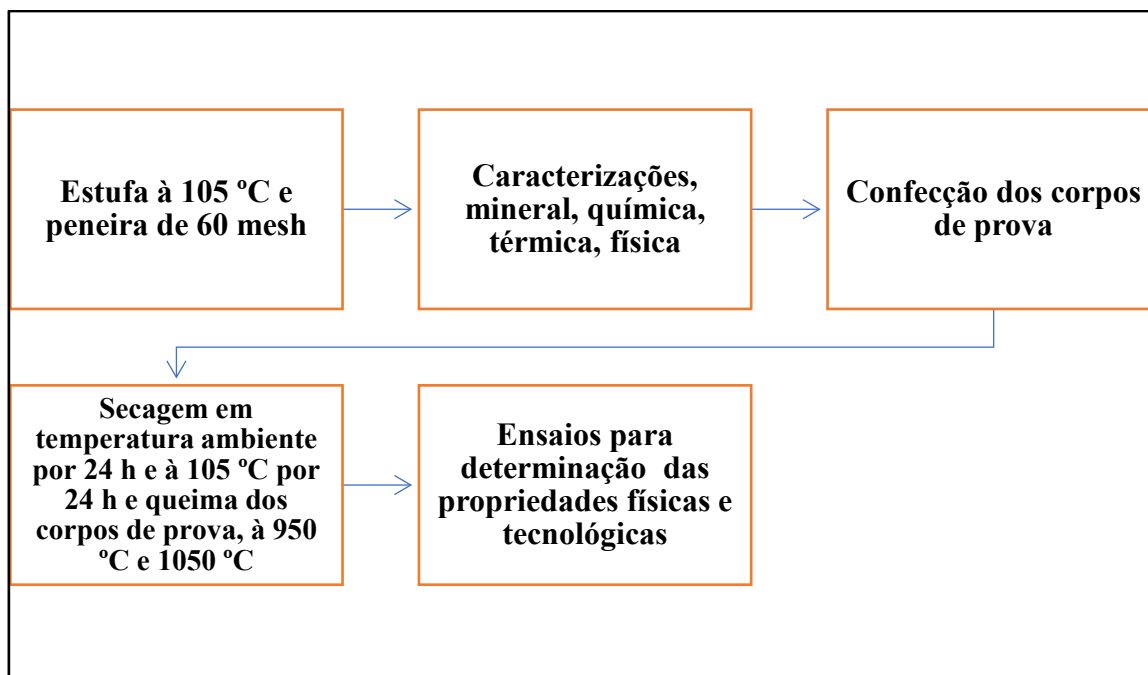 Estufa à 105 ºC e
peneira de 60 mesh
Caracterizações,
mineral, química,
térmica, física
Confecção dos corpos
de prova
Secagem em
temperatura ambiente
por 24 h e à 105 ºC por
24 h e queima dos
corpos de prova, à 950
ºC e 1050 ºC
Ensaios para
determinação das
propriedades físicas e
tecnológicas